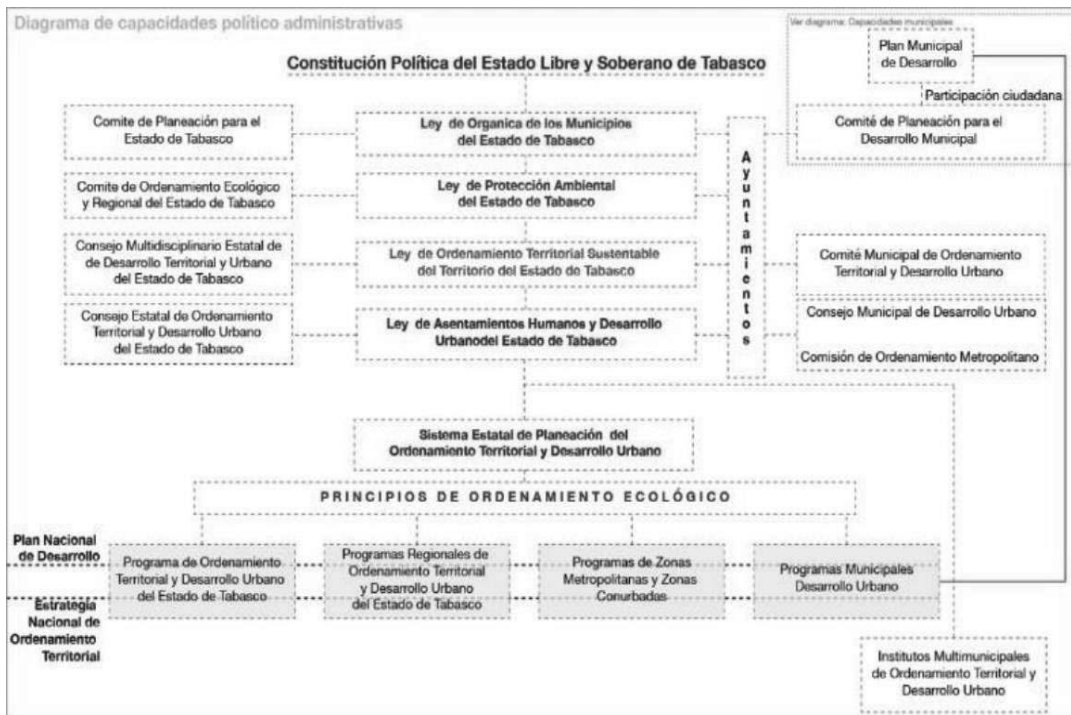 Diagrama de capacidades político administrativas
Ver diagrama: Capacidades municipales
Plan Municipal
de Desarrollo
Participación ciudadana
Constitución Política del Estado Libre y Soberano de Tabasco
Comite de Planeación para el
Estado de Tabasco
Ley de Organica de los Municipios
del Estado de Tabasco
Ayuntamientos
Comité de Planeación para el
Desarrollo Municipal
Comite de Ordenamiento Ecológico
y Regional del Estado de Tabasco
Ley de Protección Ambiental
del Estado de Tabasco
Consejo Multidisciplinario Estatal de
de Desarrollo Territorial y Urbano
del Estado de Tabasco
Ley de Ordenamiento Territorial Sustentable
del Territorio del Estado de Tabasco
Comité Municipal de Ordenamiento
Territorial y Desarrollo Urbano
Consejo Estatal de Ordenamiento
Territorial y Desarrollo Urbano
del Estado de Tabasco
Ley de Asentamientos Humanos y Desarrollo
Urbanodel Estado de Tabasco
Consejo Municipal de Desarrollo Urbano
Comisión de Ordenamiento Metropolitano
Sistema Estatal de Planeación del
Ordenamiento Territorial y Desarrollo Urbano
PRINCIPIOS DE ORDENAMIENTO ECOLÓGICO
Plan Nacional
de Desarrollo
Estrategia
Nacional de
Ordenamiento
Territorial
Programa de Ordenamiento
Territorial y Desarrollo Urbano
del Estado de Tabasco
Programas Regionales de
Ordenamiento Territorial
y Desarrollo Urbano
del Estado de Tabasco
Programas de Zonas
Metropolitanas y Zonas
Conurbadas
Programas Municipales
Desarrollo Urbano
Institutos Multimunicipales
de Ordenamiento Territorial y
Desarrollo Urbano